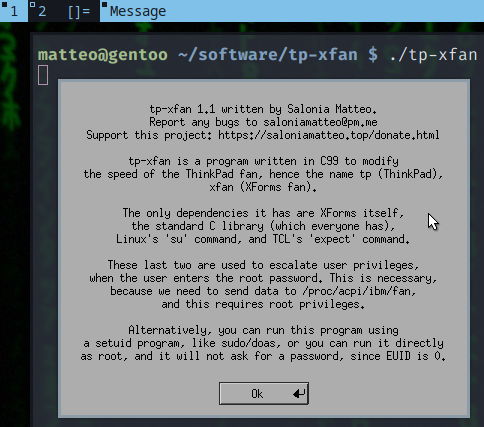 1 2 []= Message
matteo@gentoo ~/software/tp-xfan $ ./tp-xfan
tp-xfan 1.1 written by Salonia Matteo.
Report any bugs to saloniamatteo@pm.me
Support this project: https://saloniamatteo.top/donate.html
tp-xfan is a program written in C99 to modify
the speed of the ThinkPad fan, hence the name tp (ThinkPad),
xfan (XForms fan).
The only dependencies it has are XForms itself,
the standard C library (which everyone has),
Linux's 'su' command, and TCL's 'expect' command.
These last two are used to escalate user privileges,
when the user enters the root password. This is necessary,
because we need to send data to /proc/acpi/ibm/fan,
and this requires root privileges.
Alternatively, you can run this program using
a setuid program, like sudo/doas, or you can run it directly
as root, and it will not ask for a password, since EUID is 0.
Ok